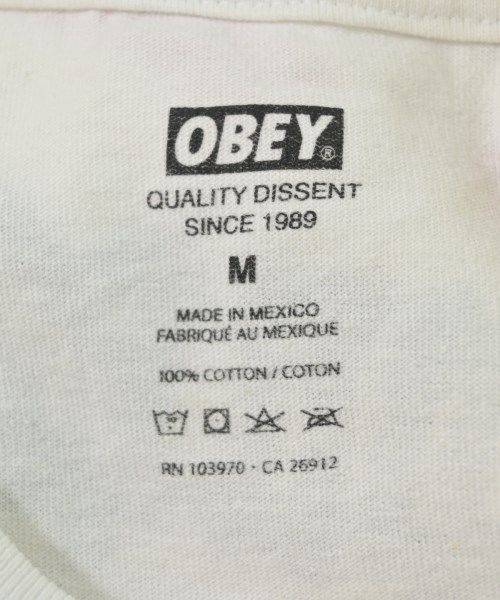 OBEY®
QUALITY DISSENT
SINCE 1989
M
MADE IN MEXICO
FABRIQUÉ AU MEXIQUE
100% COTTON / COTON
RN 103970 · CA 26912